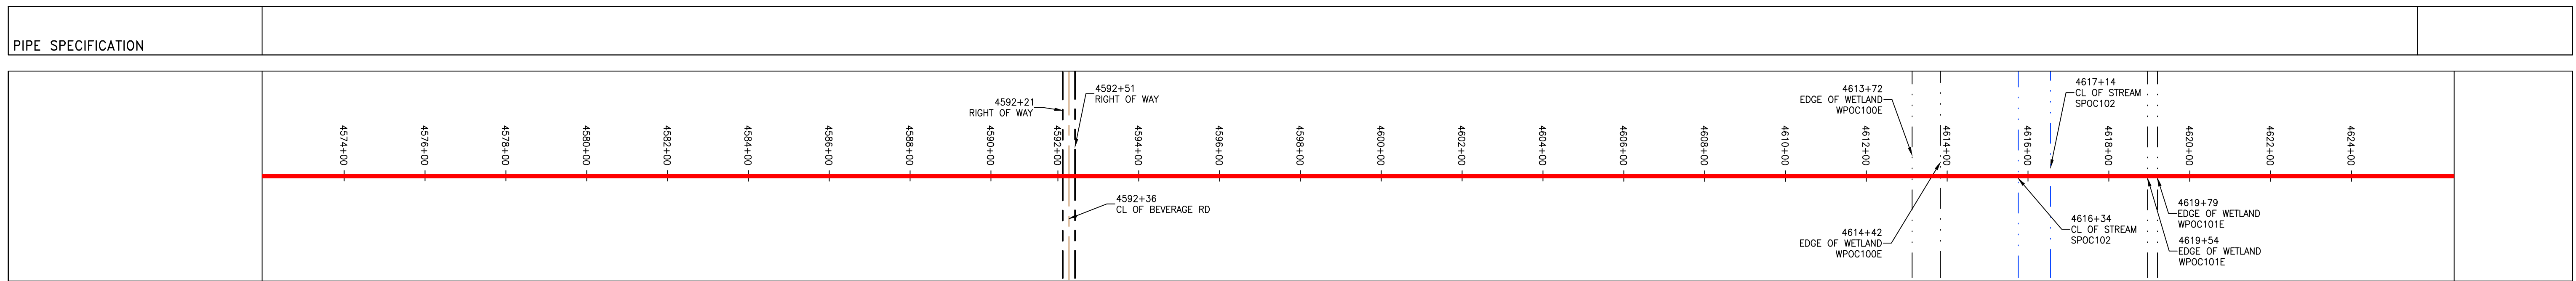 PIPE SPECIFICATION
4592+21
RIGHT OF WAY
4592+51
RIGHT OF WAY
4613+72
EDGE OF WETLAND
WPOC100E
4617+14
CL OF STREAM
SPOC102
4574+00
4576+00
4578+00
4580+00
4582+00
4584+00
4586+00
4588+00
4590+00
4592+00
4594+00
4596+00
4598+00
4600+00
4602+00
4604+00
4606+00
4608+00
4610+00
4612+00
4614+00
4616+00
4618+00
4620+00
4622+00
4624+00
4592+36
CL OF BEVERAGE RD
4614+42
EDGE OF WETLAND
WPOC100E
4616+34
CL OF STREAM
SPOC102
4619+79
EDGE OF WETLAND
WPOC101E
4619+54
EDGE OF WETLAND
WPOC101E